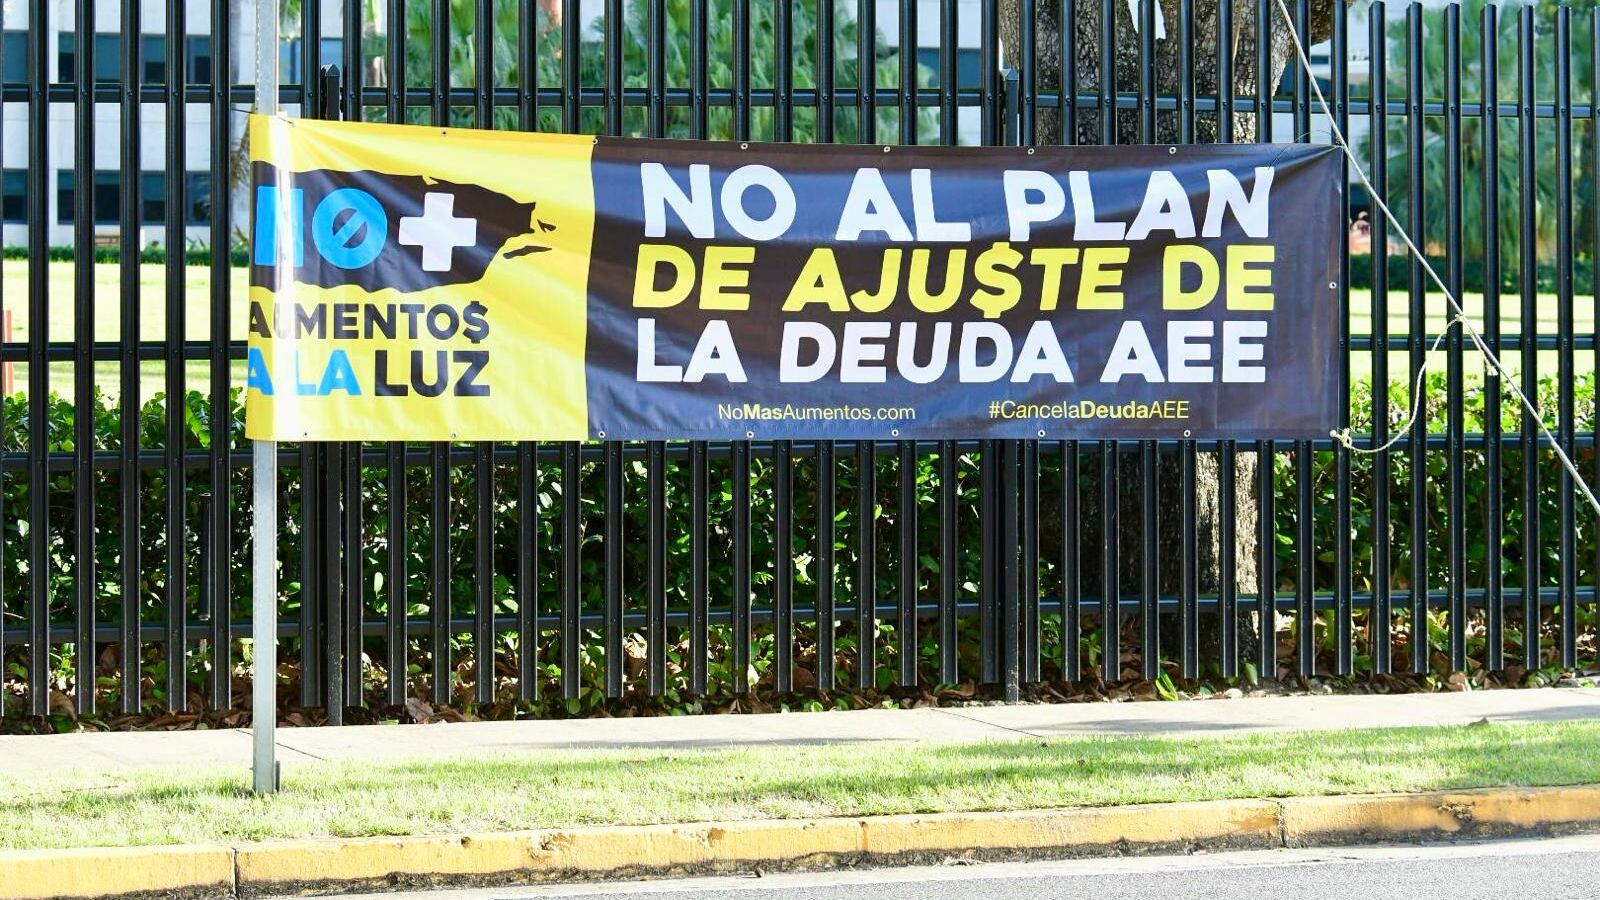 NO+
AUMENTO$
A LA LUZ
NO AL PLAN
DE AJU$TE DE
LA DEUDA AEE
NoMasAumentos.com #CancelaDeudaAEE